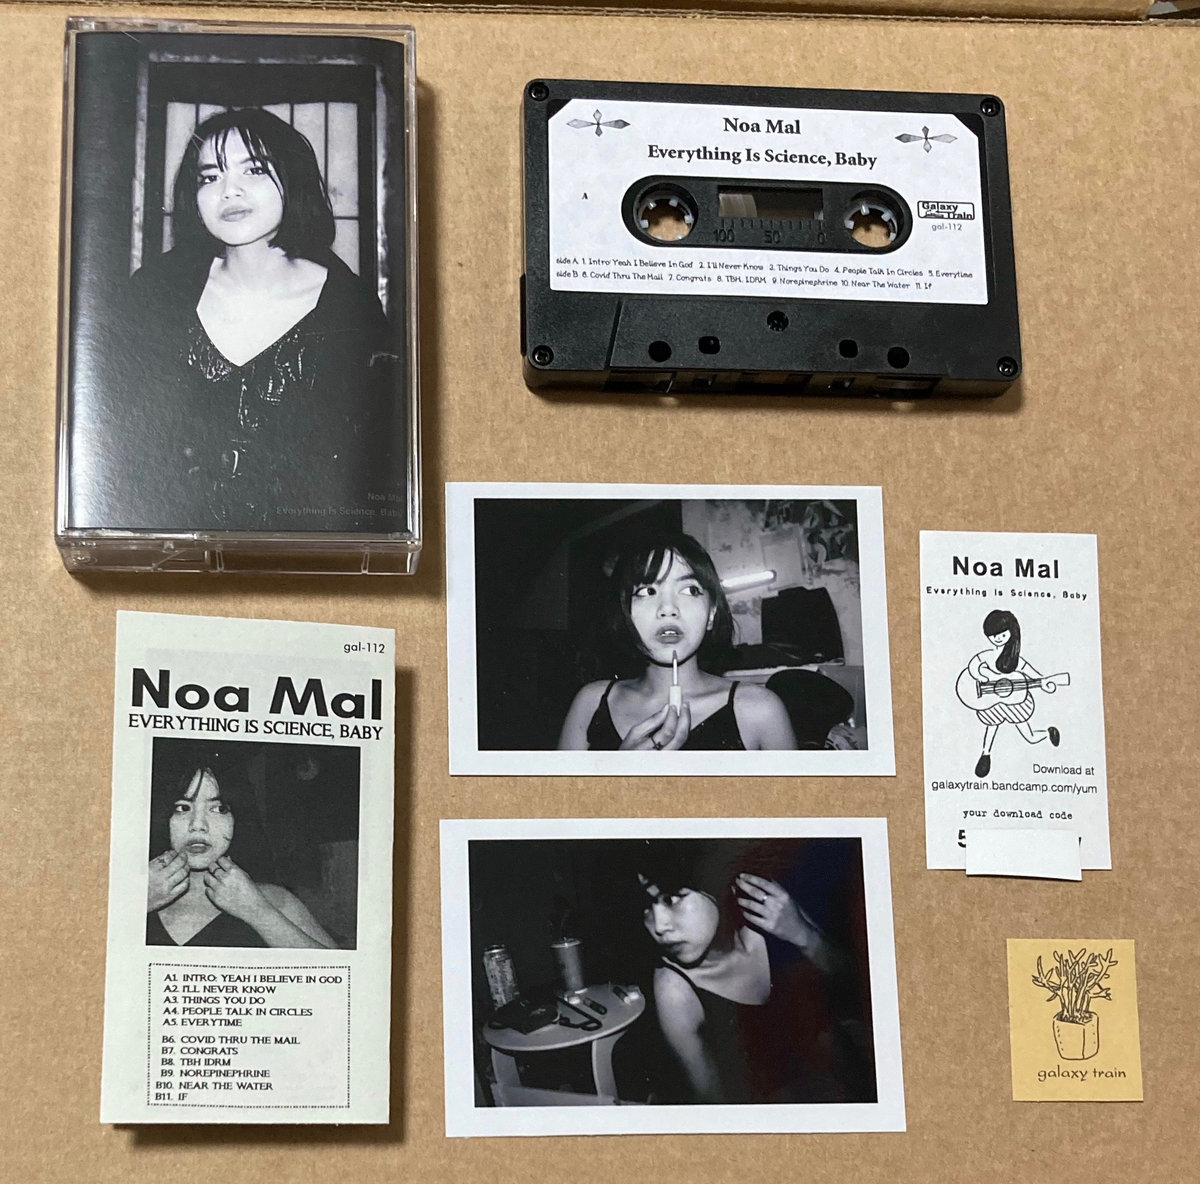 Noa Mal
Everything Is Science, Baby
Noa Mal
Everything Is Science, Baby
A
Galaxy
Train
gal-112
100 50 0
side A 1. Intro: Yeah I Believe In God 2. I'll Never Know 3. Things You Do 4. People Talk In Circles 5. Everytime
side B 6. Covid Thru The Mail 7. Congrats 8. TBH, IDRM 9. Norepinephrine 10. Near The Water 11. If
gal-112
Noa Mal
EVERYTHING IS SCIENCE, BABY
A1. INTRO: YEAH I BELIEVE IN GOD
A2. I'LL NEVER KNOW
A3. THINGS YOU DO
A4. PEOPLE TALK IN CIRCLES
A5. EVERYTIME
B6. COVID THRU THE MAIL
B7. CONGRATS
B8. TBH IDRM
B9. NOREPINEPHRINE
B10. NEAR THE WATER
B11. IF
Noa Mal
Everything Is Science, Baby
Download at
galaxytrain.bandcamp.com/yum
your download code
galaxy train